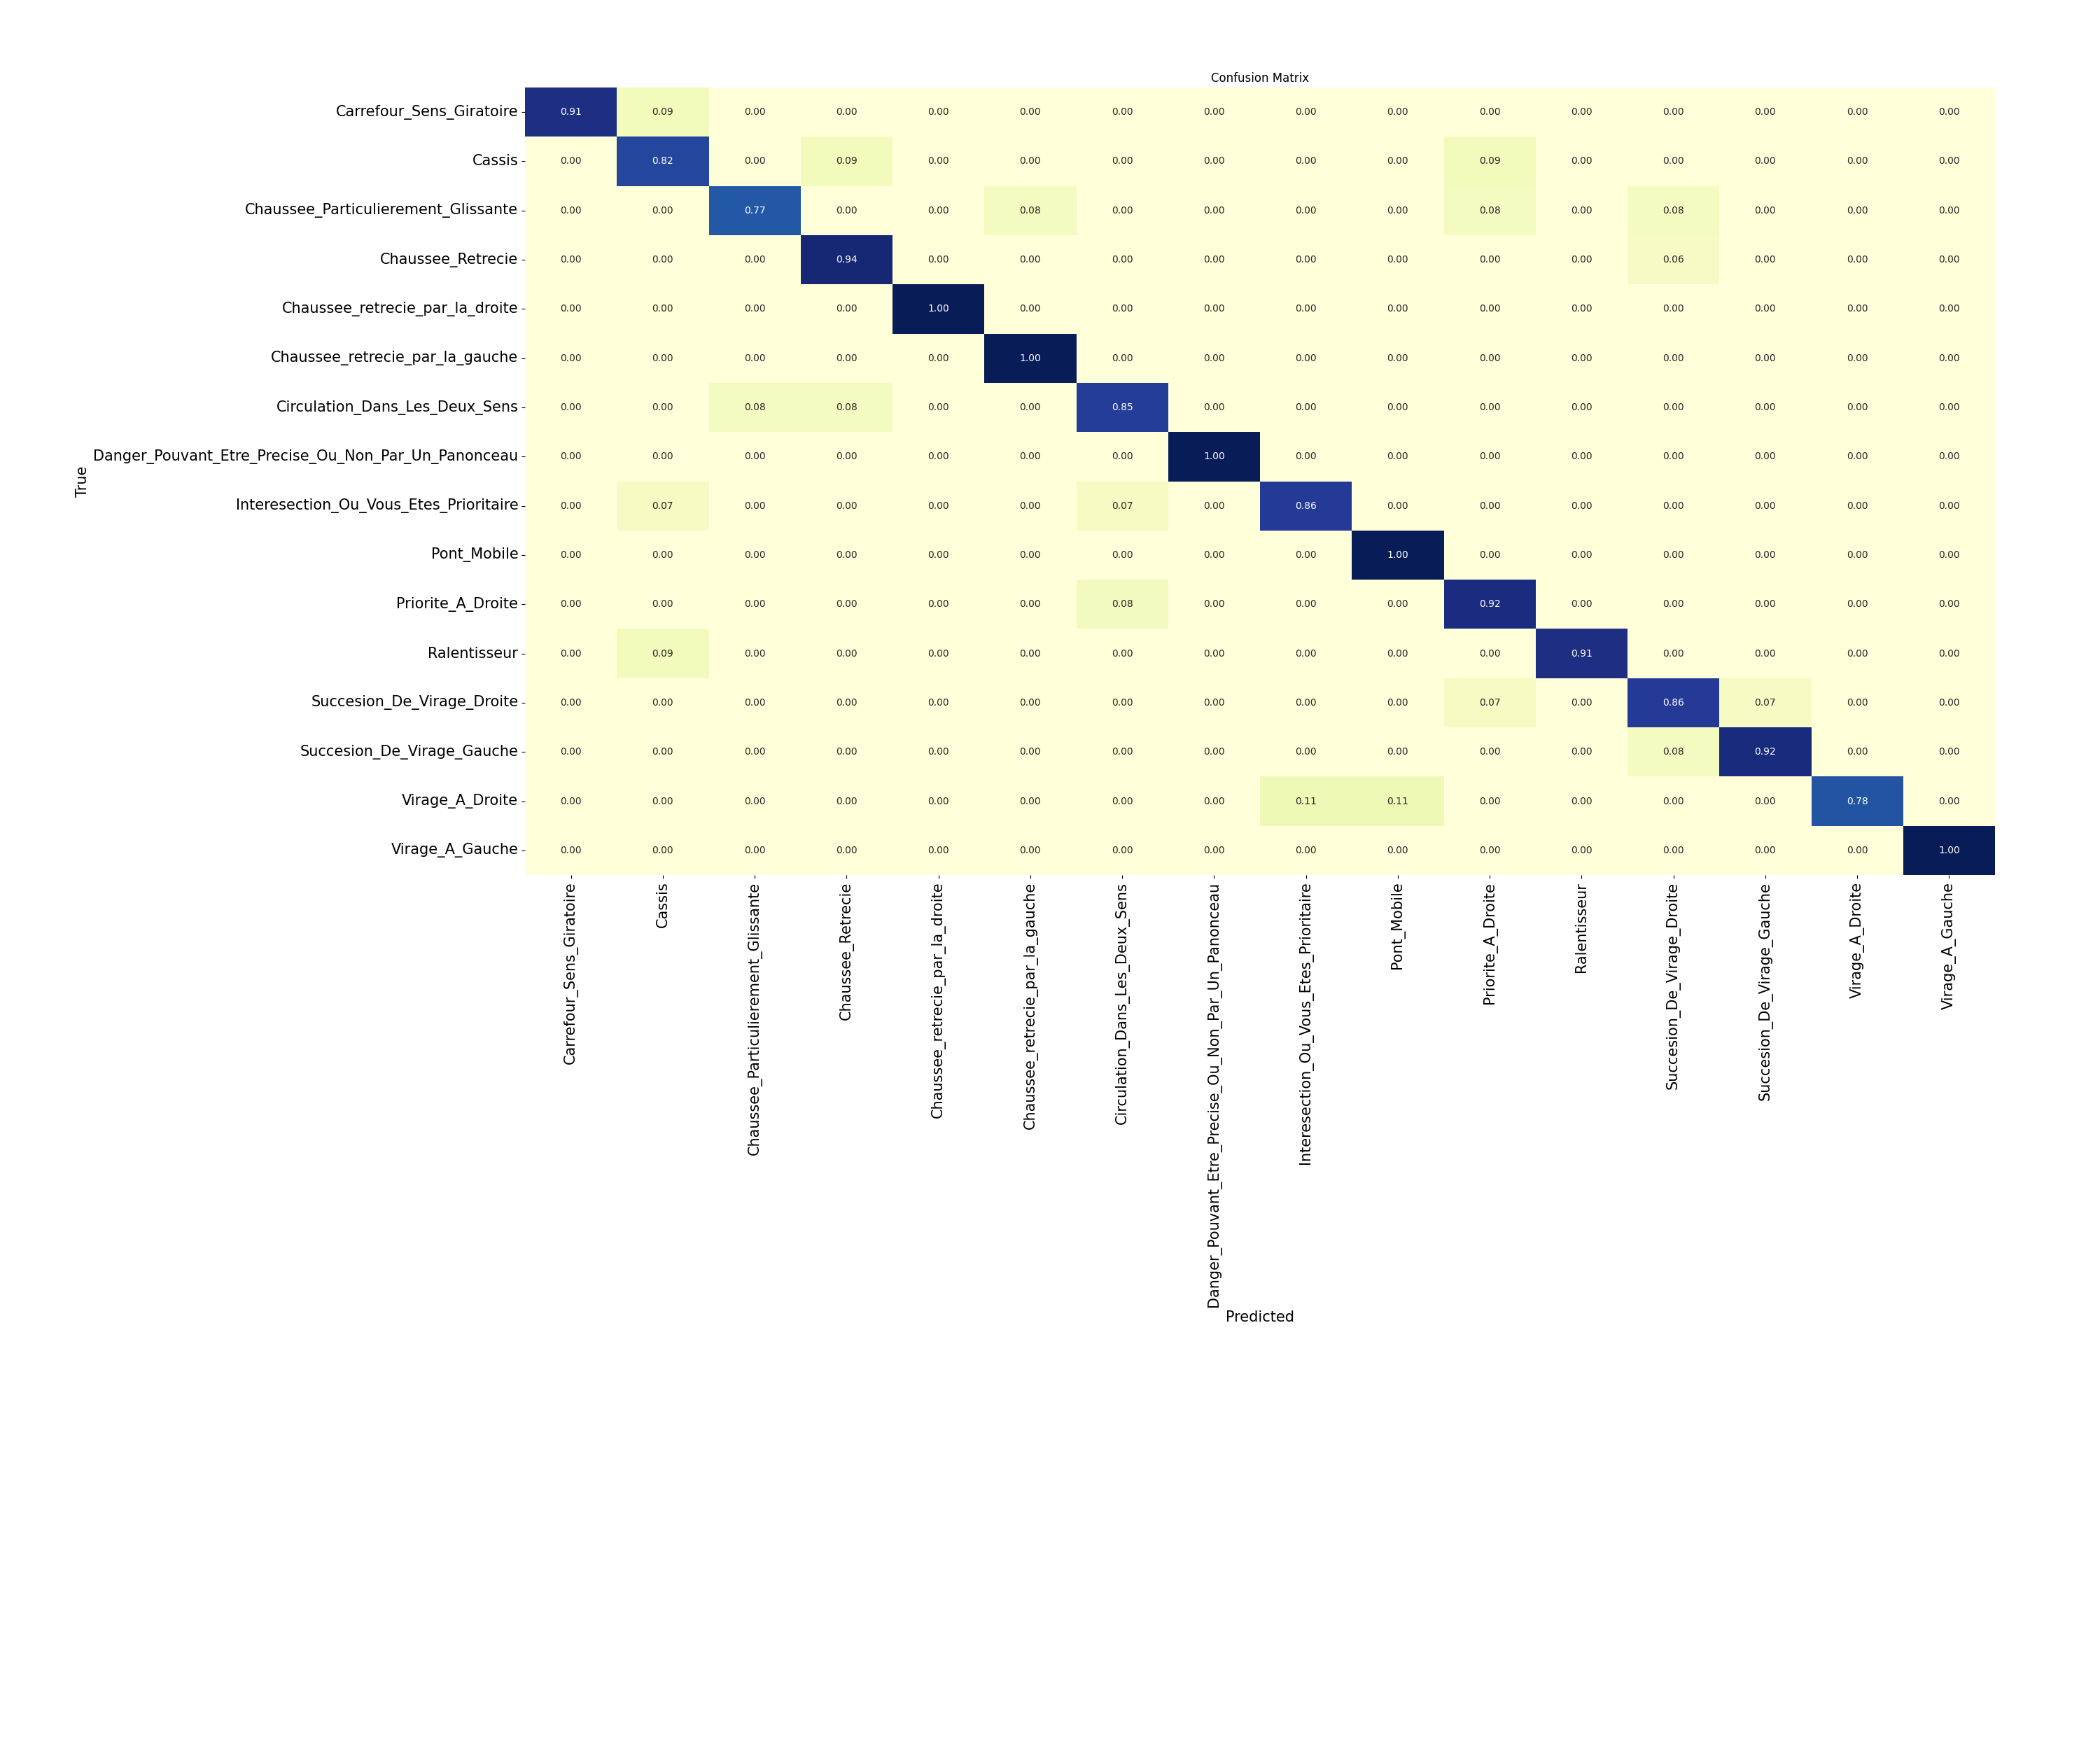 Confusion Matrix
Carrefour_Sens_Giratoire 0.91 0.09 0.00 0.00 0.00 0.00 0.00 0.00 0.00 0.00 0.00 0.00 0.00 0.00 0.00 0.00
Cassis 0.00 0.82 0.00 0.09 0.00 0.00 0.00 0.00 0.00 0.00 0.09 0.00 0.00 0.00 0.00 0.00
Chaussee_Particulierement_Glissante 0.00 0.00 0.77 0.00 0.00 0.08 0.00 0.00 0.00 0.00 0.08 0.00 0.08 0.00 0.00 0.00
Chaussee_Retrecie 0.00 0.00 0.00 0.94 0.00 0.00 0.00 0.00 0.00 0.00 0.00 0.00 0.06 0.00 0.00 0.00
Chaussee_retrecie_par_la_droite 0.00 0.00 0.00 0.00 1.00 0.00 0.00 0.00 0.00 0.00 0.00 0.00 0.00 0.00 0.00 0.00
Chaussee_retrecie_par_la_gauche 0.00 0.00 0.00 0.00 0.00 1.00 0.00 0.00 0.00 0.00 0.00 0.00 0.00 0.00 0.00 0.00
Circulation_Dans_Les_Deux_Sens 0.00 0.00 0.08 0.08 0.00 0.00 0.85 0.00 0.00 0.00 0.00 0.00 0.00 0.00 0.00 0.00
Danger_Pouvant_Etre_Precise_Ou_Non_Par_Un_Panonceau 0.00 0.00 0.00 0.00 0.00 0.00 0.00 1.00 0.00 0.00 0.00 0.00 0.00 0.00 0.00 0.00
True
Interesection_Ou_Vous_Etes_Prioritaire 0.00 0.07 0.00 0.00 0.00 0.00 0.07 0.00 0.86 0.00 0.00 0.00 0.00 0.00 0.00 0.00
Pont_Mobile 0.00 0.00 0.00 0.00 0.00 0.00 0.00 0.00 0.00 1.00 0.00 0.00 0.00 0.00 0.00 0.00
Priorite_A_Droite 0.00 0.00 0.00 0.00 0.00 0.00 0.08 0.00 0.00 0.00 0.92 0.00 0.00 0.00 0.00 0.00
Ralentisseur 0.00 0.09 0.00 0.00 0.00 0.00 0.00 0.00 0.00 0.00 0.00 0.91 0.00 0.00 0.00 0.00
Succesion_De_Virage_Droite 0.00 0.00 0.00 0.00 0.00 0.00 0.00 0.00 0.00 0.00 0.07 0.00 0.86 0.07 0.00 0.00
Succesion_De_Virage_Gauche 0.00 0.00 0.00 0.00 0.00 0.00 0.00 0.00 0.00 0.00 0.00 0.00 0.08 0.92 0.00 0.00
Virage_A_Droite 0.00 0.00 0.00 0.00 0.00 0.00 0.00 0.00 0.11 0.11 0.00 0.00 0.00 0.00 0.78 0.00
Virage_A_Gauche 0.00 0.00 0.00 0.00 0.00 0.00 0.00 0.00 0.00 0.00 0.00 0.00 0.00 0.00 0.00 1.00
Carrefour_Sens_Giratoire
Cassis
Chaussee_Particulierement_Glissante
Chaussee_Retrecie
Chaussee_retrecie_par_la_droite
Chaussee_retrecie_par_la_gauche
Circulation_Dans_Les_Deux_Sens
Danger_Pouvant_Etre_Precise_Ou_Non_Par_Un_Panonceau
Interesection_Ou_Vous_Etes_Prioritaire
Pont_Mobile
Priorite_A_Droite
Ralentisseur
Succesion_De_Virage_Droite
Succesion_De_Virage_Gauche
Virage_A_Droite
Virage_A_Gauche
Predicted